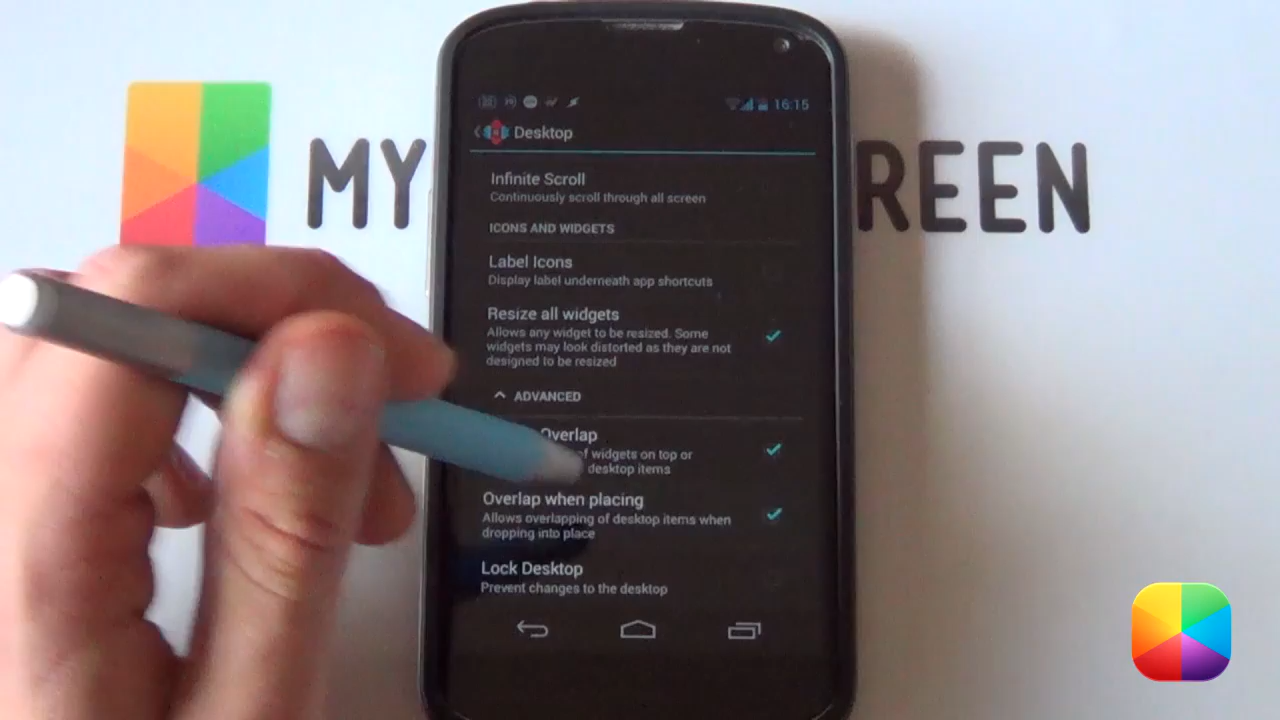 16:15
Desktop
MY REEN
Infinite Scroll
Continuously scroll through all screen
ICONS AND WIDGETS
Label Icons
Display label underneath app shortcuts
Resize all widgets
Allows any widget to be resized. Some
widgets may look distorted as they are not
designed to be resized
ADVANCED
Overlap
of widgets on top or
desktop items
Overlap when placing
Allows overlapping of desktop items when
dropping into place
Lock Desktop
Prevent changes to the desktop